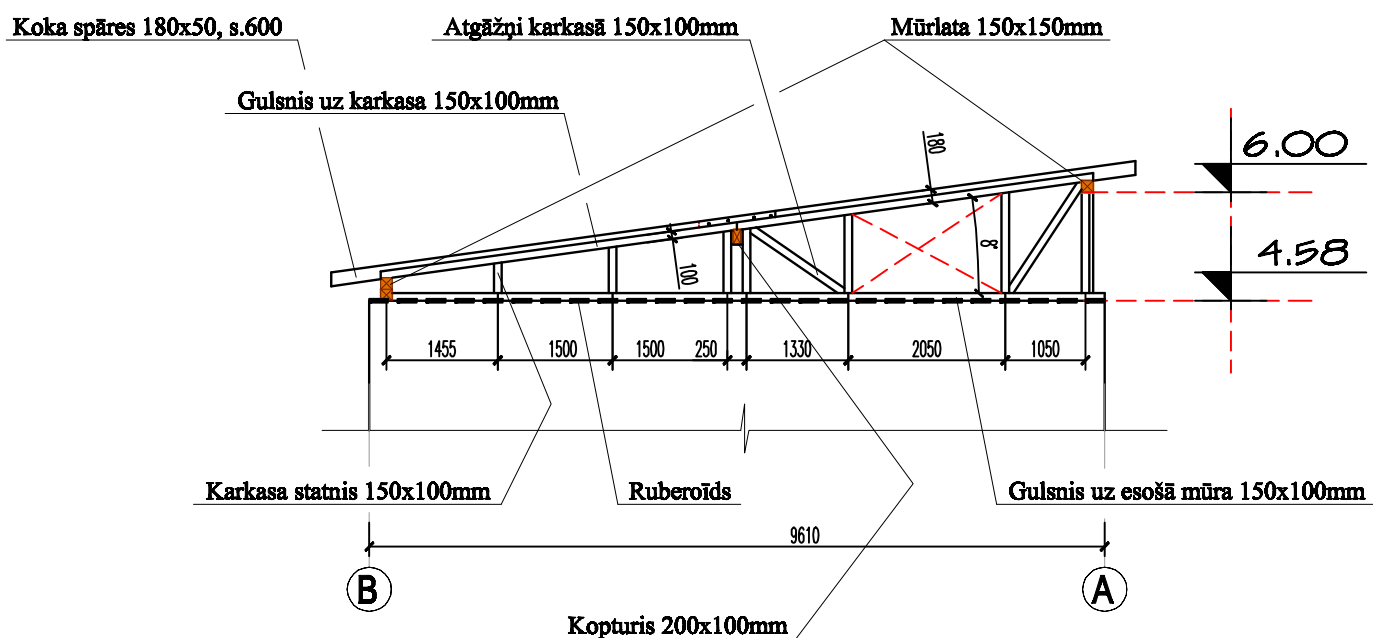 Koka spāres 180x50, s.600
Atgāžņi karkasā 150x100mm
Mūrlata 150x150mm
Gulsnis uz karkasa 150x100mm
180
6.00
8°
4.58
100
1455
1500
1500
250
1330
2050
1050
Karkasa statnis 150x100mm
Ruberoīds
Gulsnis uz esošā mūra 150x100mm
9610
B
A
Kopturis 200x100mm